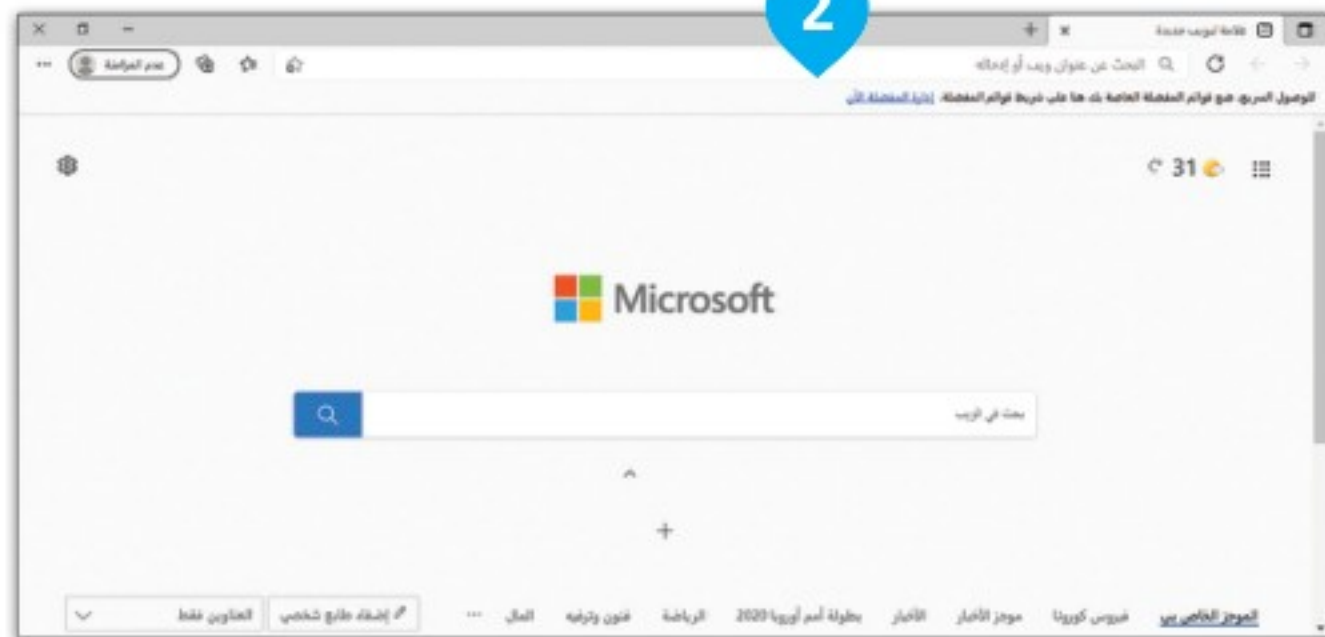 2
علامة تبويب جديدة
البحث عن عنوان ويب أو إدخاله
عدم المزامنة
للوصول السريع، ضع قوائم المفضلة الخاصة بك هنا على شريط قوائم المفضلة. إدارة المفضلة الآن
31 C
Microsoft
بحث في الويب
الموجز الخاص بي فيروس كورونا موجز الأخبار الأخبار بطولة أمم أوروبا 2020 الرياضة فنون وترفيه المال ... إضفاء طابع شخصي العناوين فقط